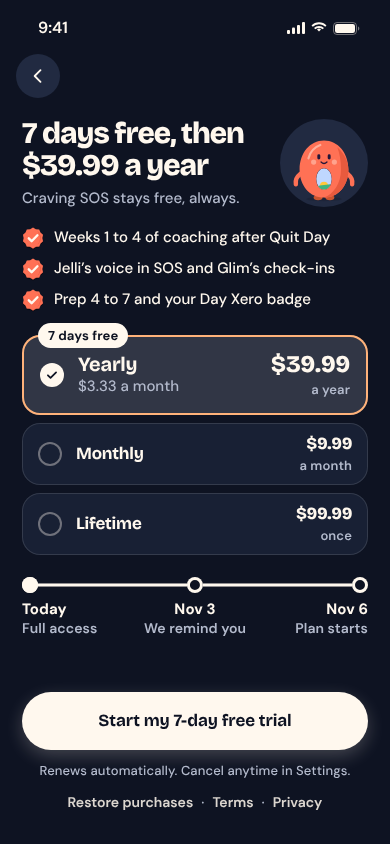 9:41
7 days free, then
$39.99 a year
Craving SOS stays free, always.
Weeks 1 to 4 of coaching after Quit Day
Jelli's voice in SOS and Glim's check-ins
Prep 4 to 7 and your Day Xero badge
7 days free
Yearly
$39.99
$3.33 a month
a year
Monthly
$9.99
a month
Lifetime
$99.99
once
Today
Nov 3
Nov 6
Full access
We remind you
Plan starts
Start my 7-day free trial
Renews automatically. Cancel anytime in Settings.
Restore purchases · Terms · Privacy